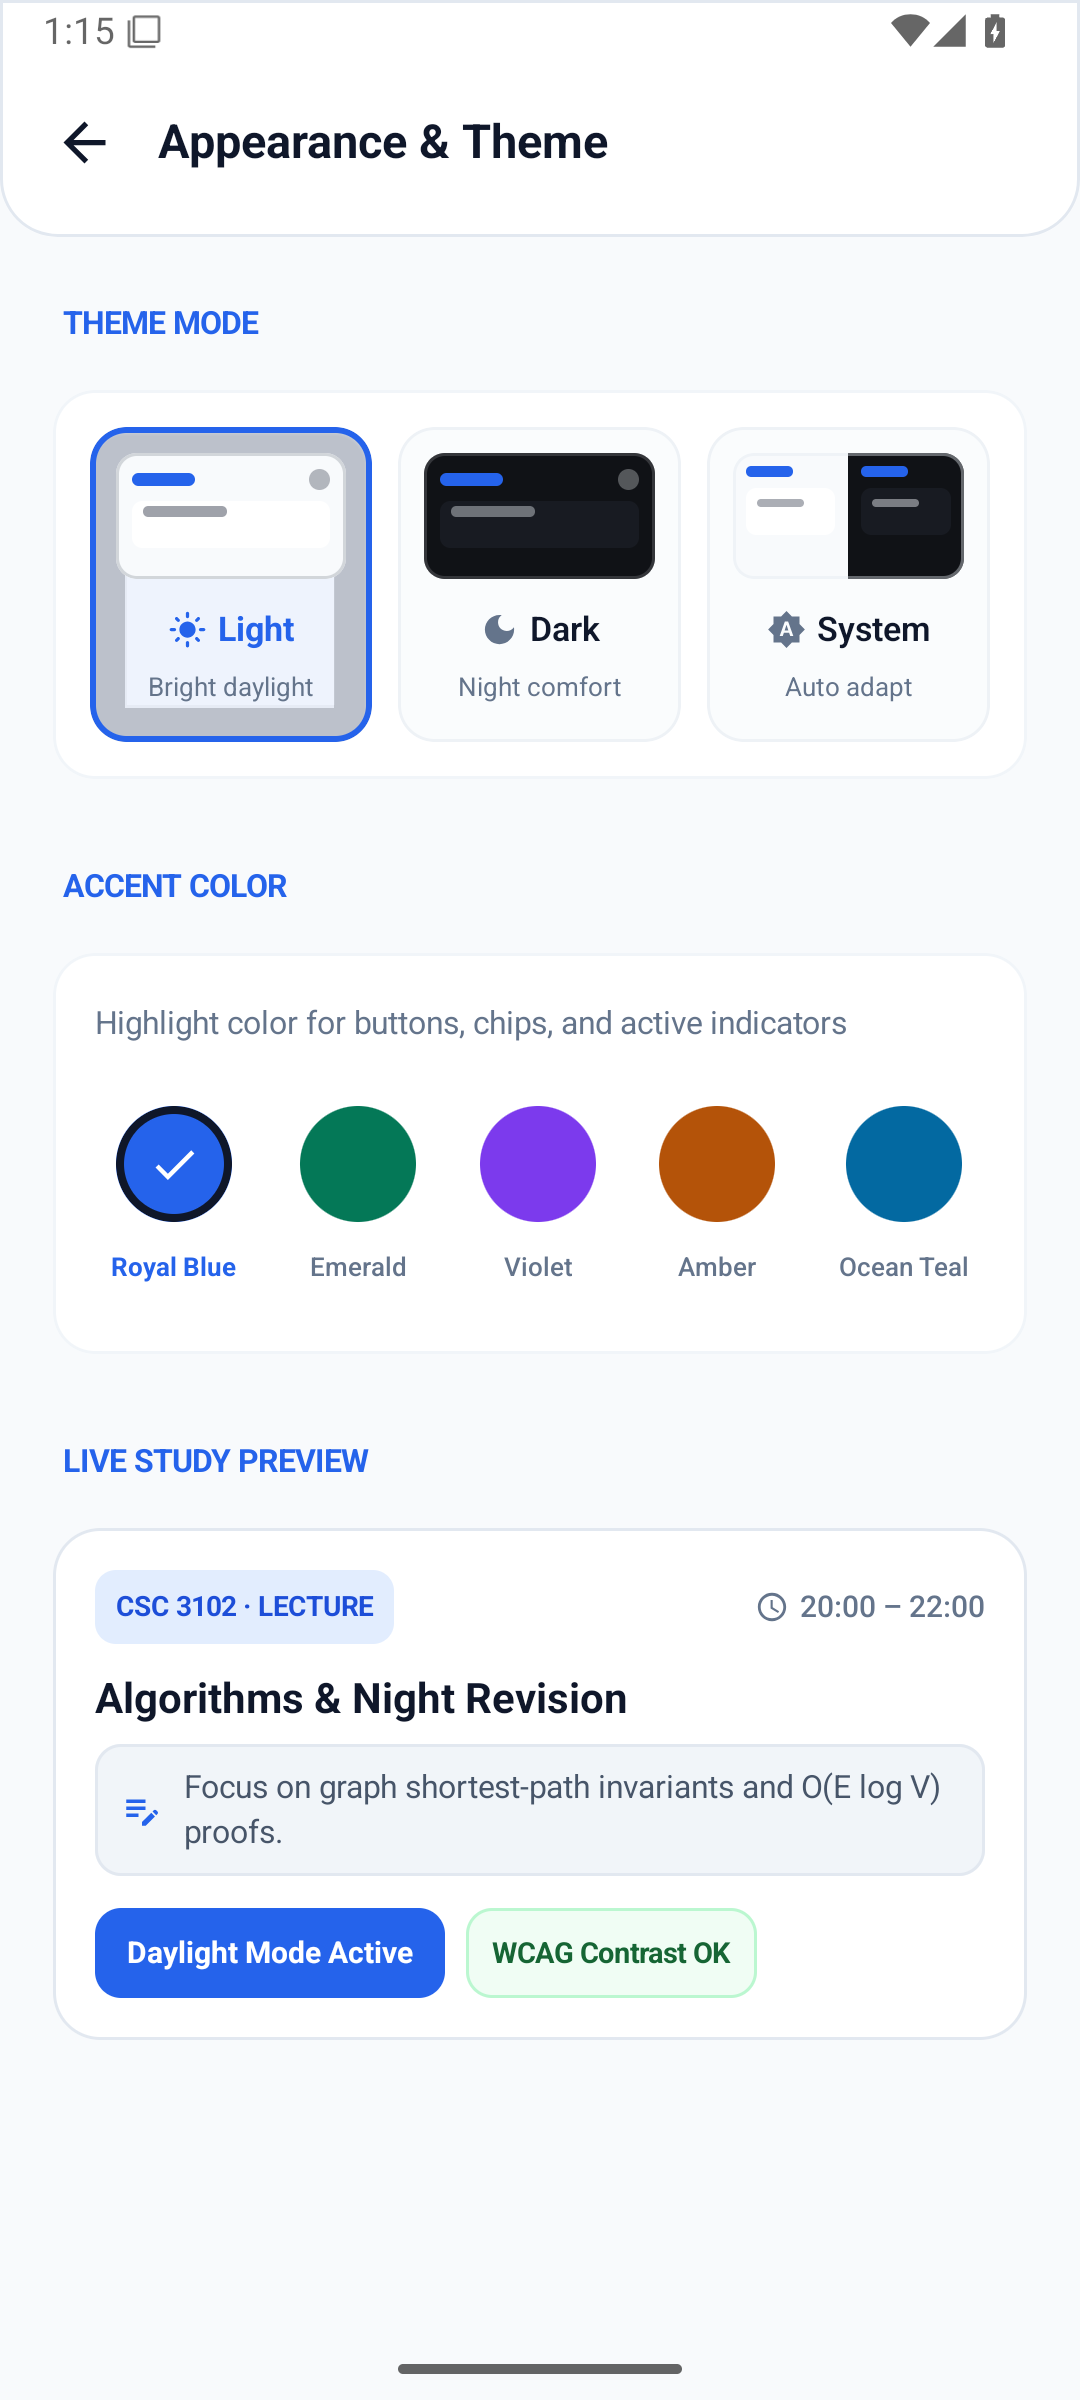 1:15
Appearance & Theme
THEME MODE
Light
Bright daylight
Dark
Night comfort
A System
Auto adapt
ACCENT COLOR
Highlight color for buttons, chips, and active indicators
Royal Blue
Emerald
Violet
Amber
Ocean Teal
LIVE STUDY PREVIEW
CSC 3102 · LECTURE
20:00 – 22:00
Algorithms & Night Revision
Focus on graph shortest-path invariants and O(E log V)
proofs.
Daylight Mode Active
WCAG Contrast OK